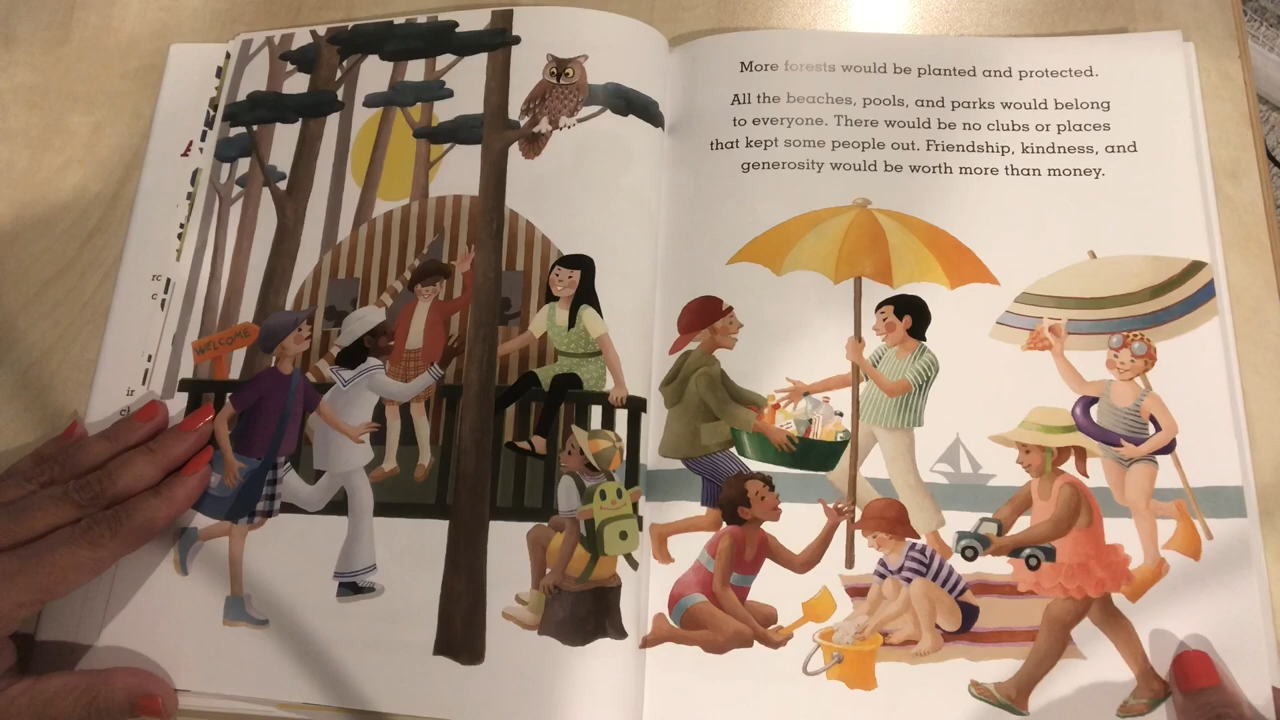 WELCOME
More forests would be planted and protected.
All the beaches, pools, and parks would belong
to everyone. There would be no clubs or places
that kept some people out. Friendship, kindness, and
generosity would be worth more than money.